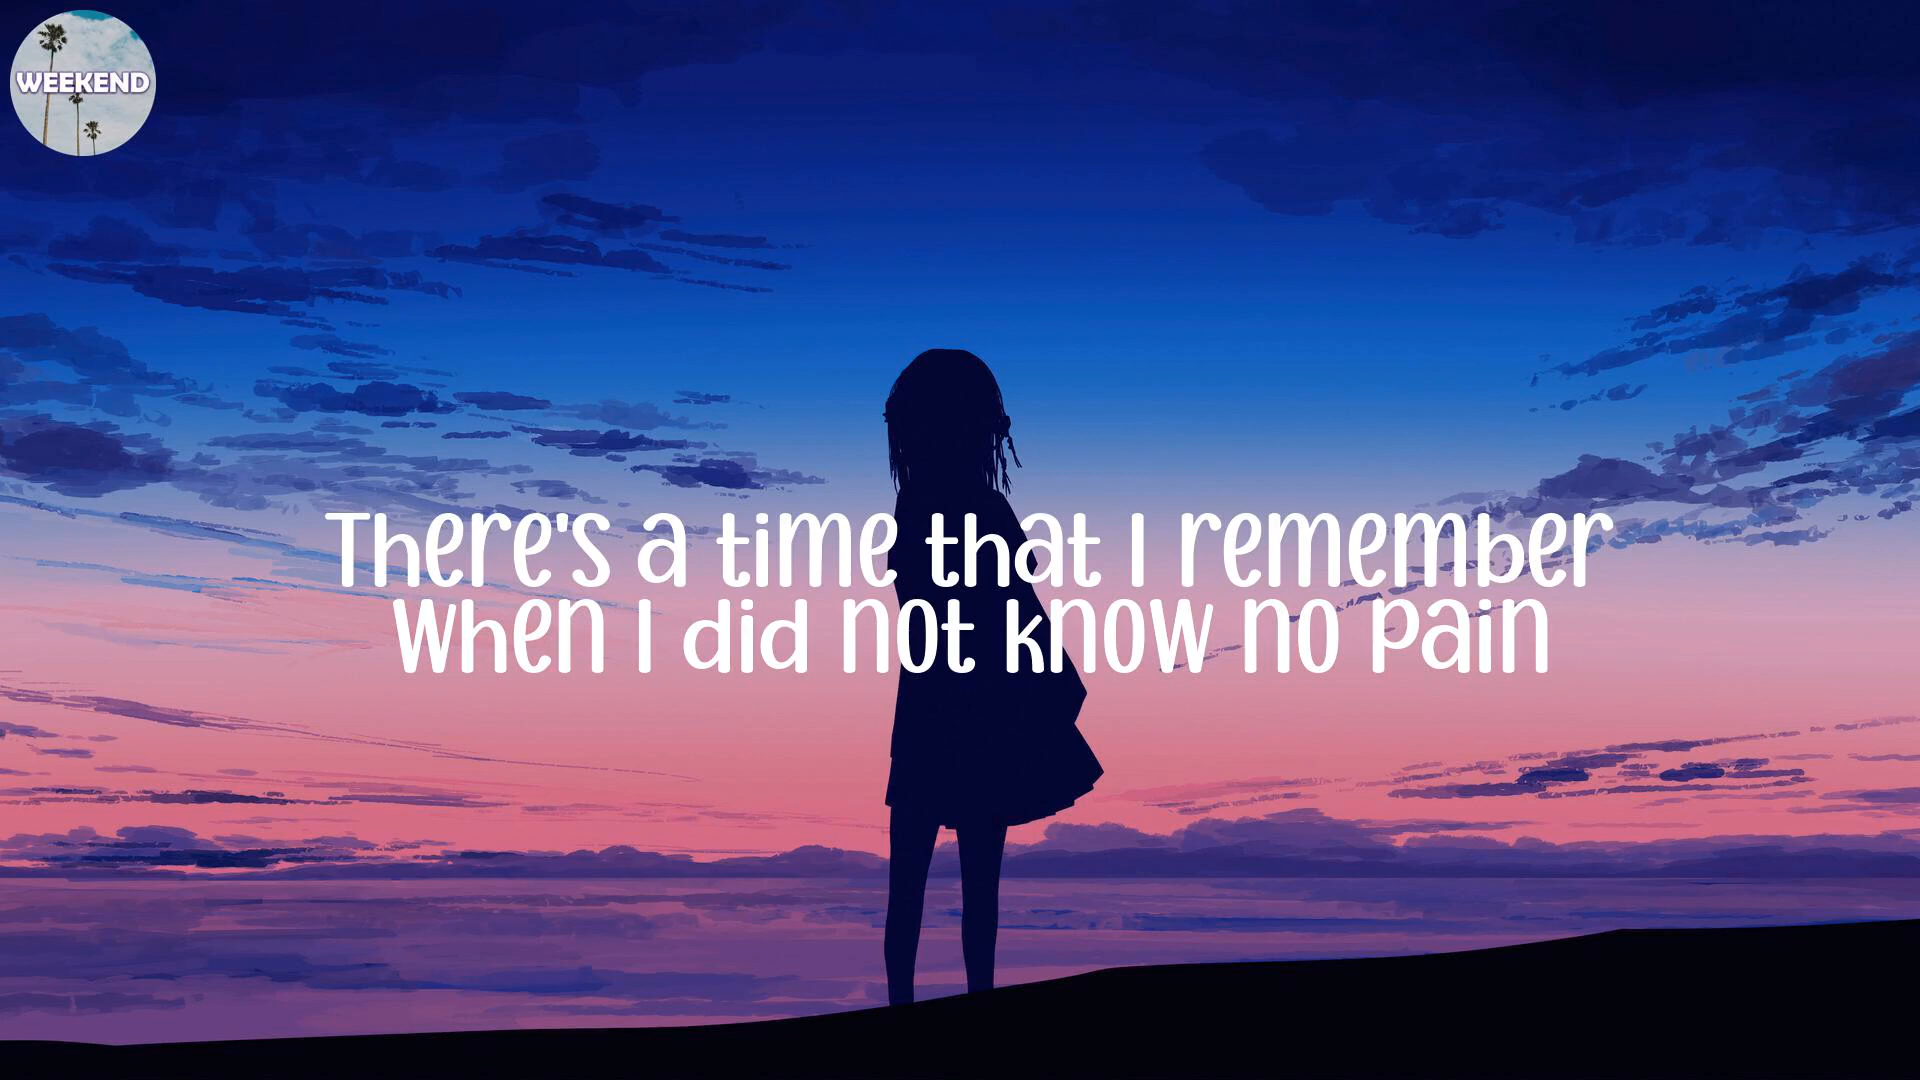 WEEKEND
There's a time that I remember
When I did not know no pain